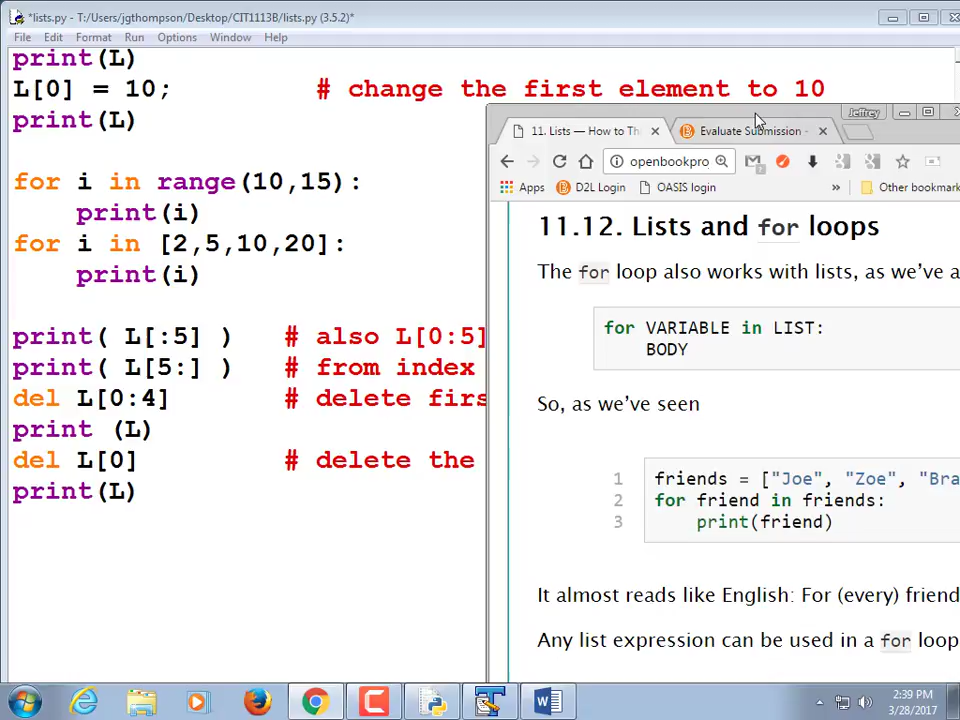 *lists.py - T:/Users/jgthompson/Desktop/CIT1113B/lists.py (3.5.2)*
File Edit Format Run Options Window Help
print(L)
L[0] = 10; # change the first element to 10
print(L)
for i in range(10,15):
print(i)
for i in [2,5,10,20]:
print(i)
print( L[:5] ) # also L[0:5]
print( L[5:] ) # from index
del L[0:4] # delete firs
print (L)
del L[0] # delete the
print(L)
Jeffrey
11. Lists — How to Thi
Evaluate Submission -
openbookpro
Apps D2L Login OASIS login » Other bookmark
11.12. Lists and for loops
The for loop also works with lists, as we’ve a
for VARIABLE in LIST:
BODY
So, as we’ve seen
1 friends = ["Joe", "Zoe", "Bra
2 for friend in friends:
3 print(friend)
It almost reads like English: For (every) friend
Any list expression can be used in a for loop
2:39 PM
3/28/2017